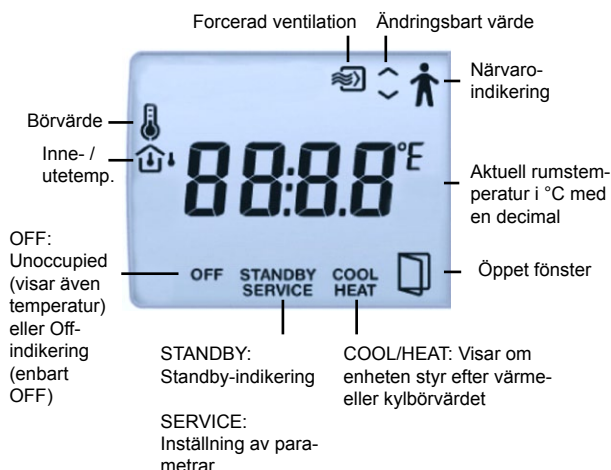 Forcerad ventilation
Ändringsbart värde
Närvaro-
indikering
Börvärde
Inne- /
utetemp.
88:8.8°E
Aktuell rumstem-
peratur i °C med
en decimal
OFF:
Unoccupied
(visar även
temperatur)
eller Off-
indikering
(enbart
OFF)
OFF STANDBY COOL
SERVICE HEAT
Öppet fönster
STANDBY:
Standby-indikering
SERVICE:
Inställning av para-
metrar
COOL/HEAT: Visar om
enheten styr efter värme-
eller kylbörvärdet